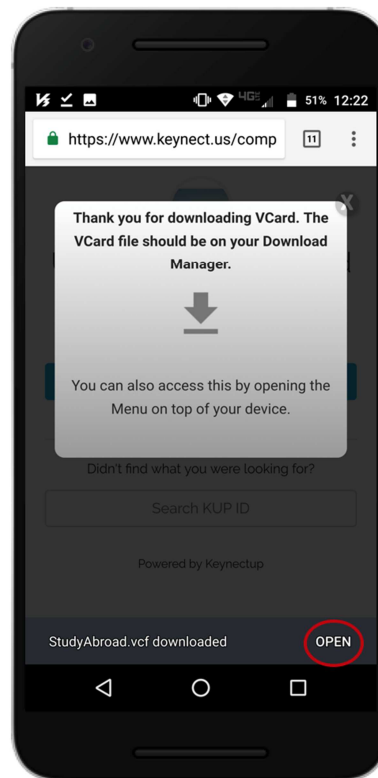 4G 51% 12:22
https://www.keynect.us/comp 11
X
Thank you for downloading VCard. The
VCard file should be on your Download
Manager.
You can also access this by opening the
Menu on top of your device.
Didn't find what you were looking for?
Search KUP ID
Powered by Keynectup
StudyAbroad.vcf downloaded OPEN